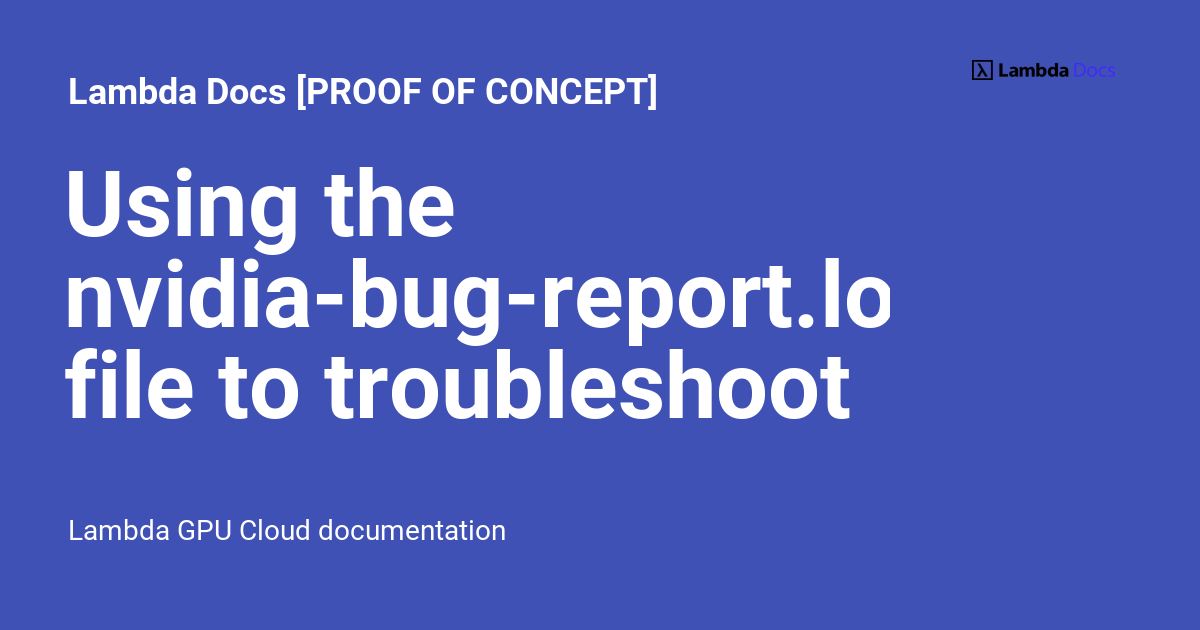 Lambda Docs [PROOF OF CONCEPT]
λ Lambda Docs
Using the
nvidia-bug-report.lo
file to troubleshoot
Lambda GPU Cloud documentation